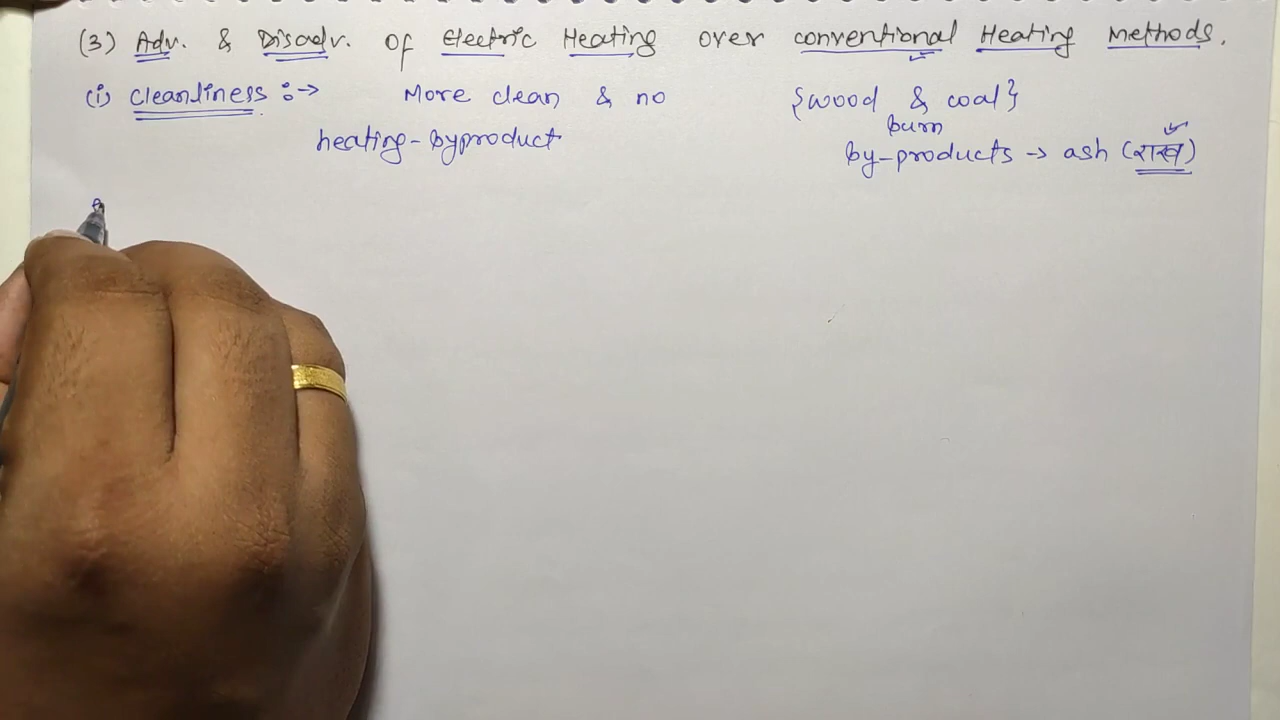 (3) Adv. & Disadv. Of Electric Heating over conventional Heating Methods.
(i) Cleanliness :→ More clean & no {wood & coal}
burn
heating-byproduct by-products → ash (राख)